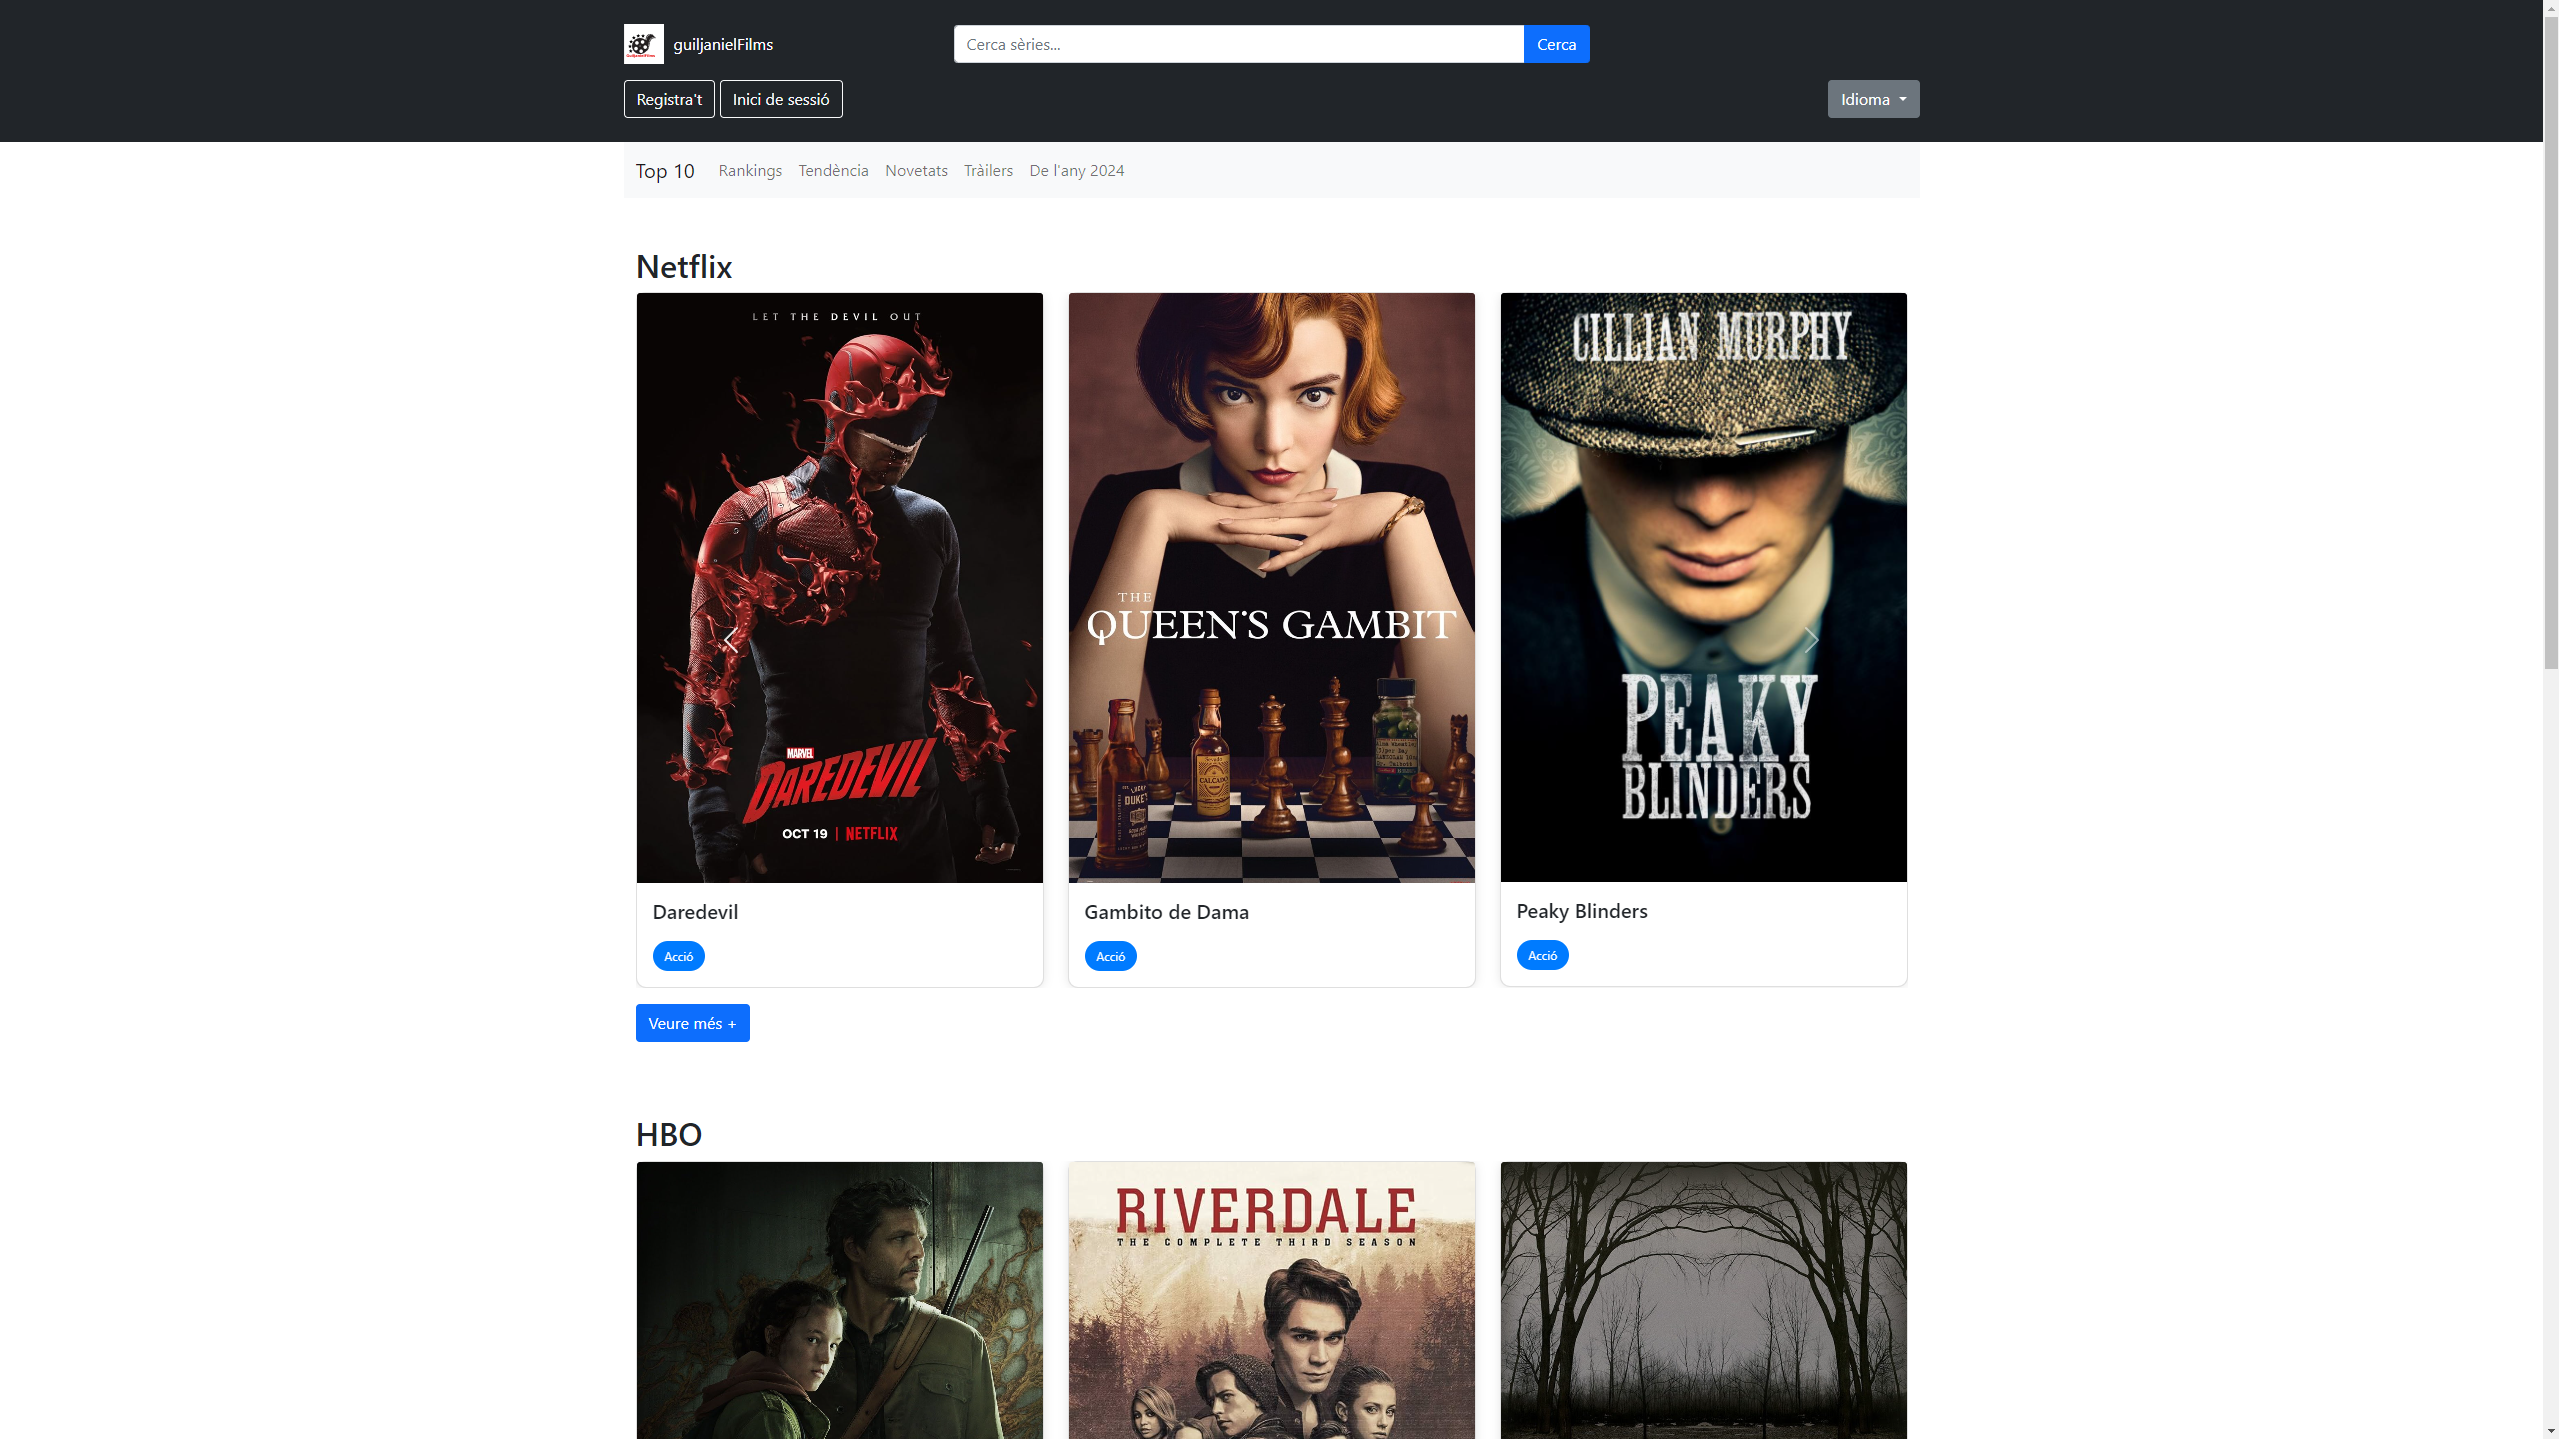 guiljanielFilms
Cerca sèries...
Cerca
Registra't
Inici de sessió
Idioma
Top 10
Rankings
Tendència
Novetats
Tràilers
De l'any 2024
Netflix
LET THE DEVIL OUT
MARVEL
DAREDEVIL
OCT 19 | NETFLIX
THE
QUEEN'S GAMBIT
CILLIAN MURPHY
PEAKY
BLINDERS
Daredevil
Acció
Gambito de Dama
Acció
Peaky Blinders
Acció
Veure més +
HBO
RIVERDALE
THE COMPLETE THIRD SEASON